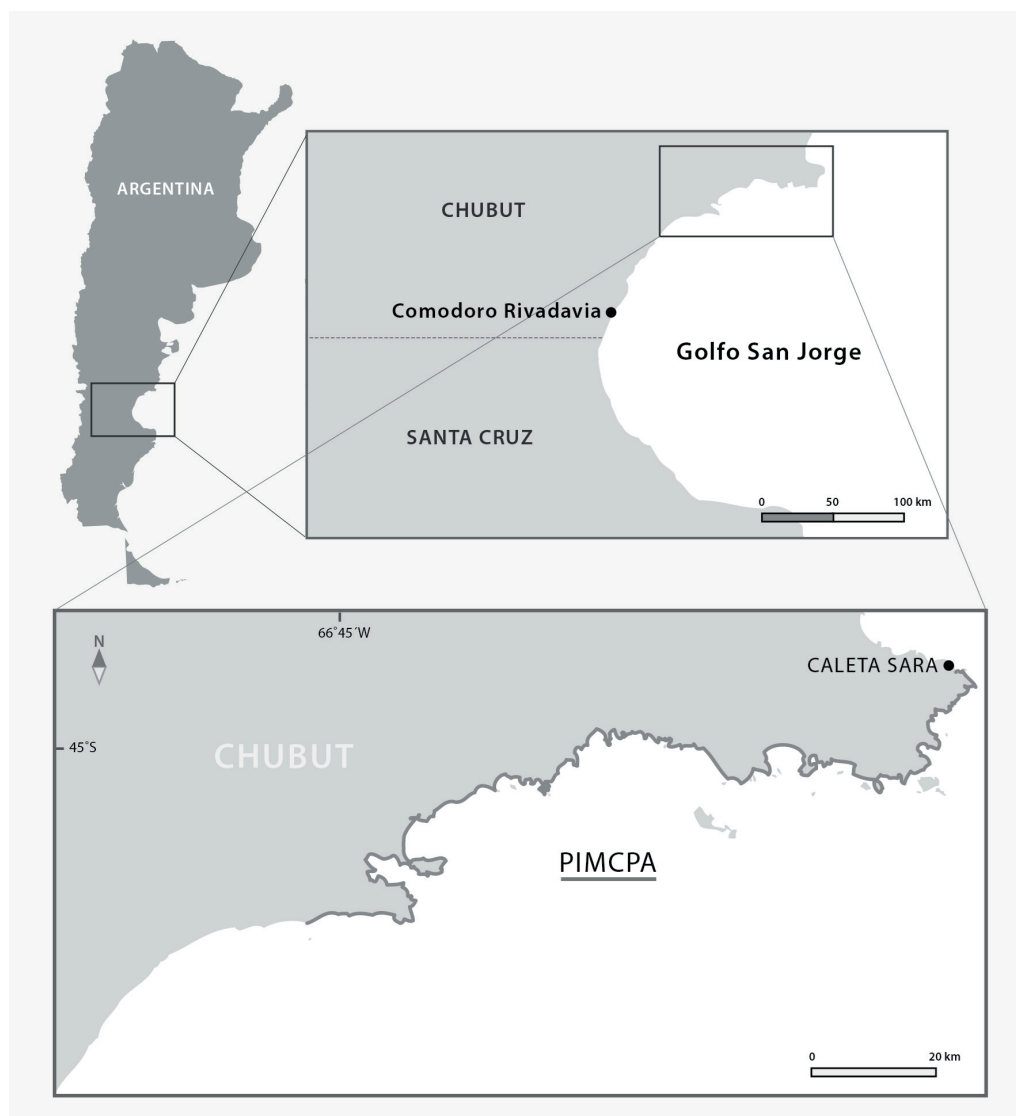 ARGENTINA
CHUBUT
Comodoro Rivadavia
Golfo San Jorge
SANTA CRUZ
0 50 100 km
66°45´W
N
CALETA SARA
45°S
CHUBUT
PIMCPA
0 20 km